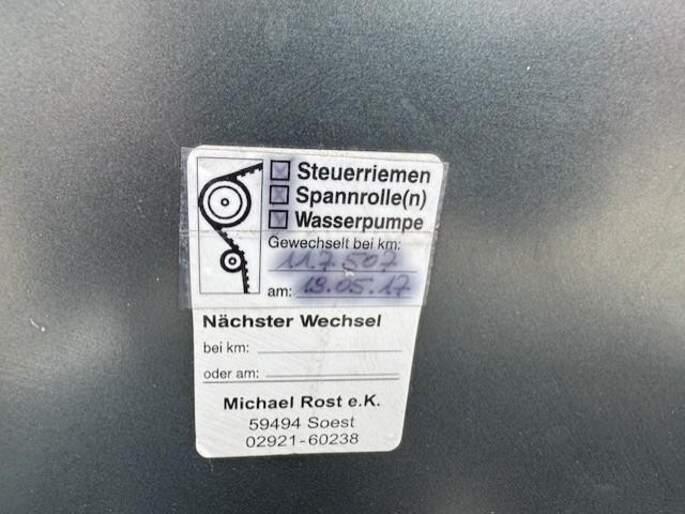 Steuerriemen
Spannrolle(n)
Wasserpumpe
Gewechselt bei km:
117 507
am: 19.05.17
Nächster Wechsel
bei km:
oder am:
Michael Rost e.K.
59494 Soest
02921-60238